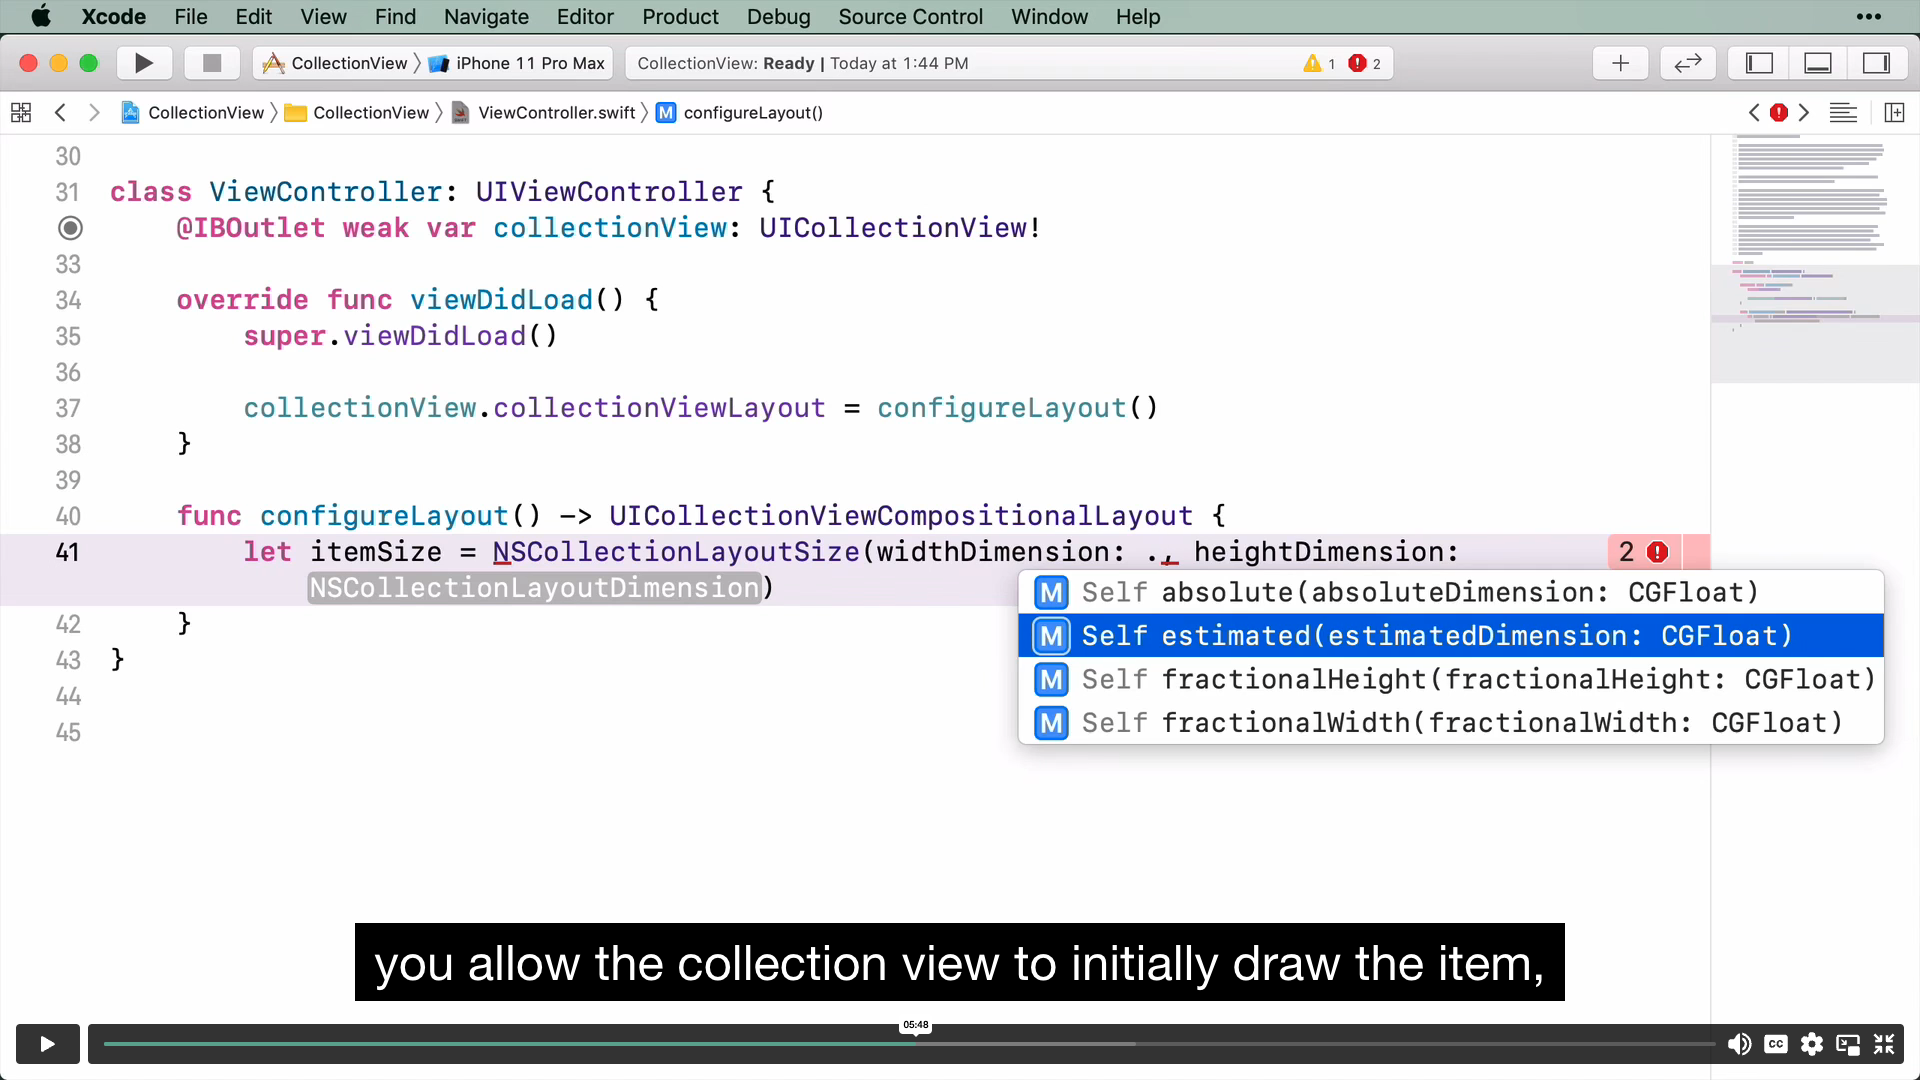 Xcode File Edit View Find Navigate Editor Product Debug Source Control Window Help
CollectionView iPhone 11 Pro Max CollectionView: Ready | Today at 1:44 PM 1 2
CollectionView CollectionView ViewController.swift M configureLayout()
30
31 class ViewController: UIViewController {
@IBOutlet weak var collectionView: UICollectionView!
33
34 override func viewDidLoad() {
35 super.viewDidLoad()
36
37 collectionView.collectionViewLayout = configureLayout()
38 }
39
40 func configureLayout() -> UICollectionViewCompositionalLayout {
41 let itemSize = NSCollectionLayoutSize(widthDimension: ., heightDimension: 2
NSCollectionLayoutDimension)
M Self absolute(absoluteDimension: CGFloat)
42 }
M Self estimated(estimatedDimension: CGFloat)
43 }
M Self fractionalHeight(fractionalHeight: CGFloat)
44
M Self fractionalWidth(fractionalWidth: CGFloat)
45
you allow the collection view to initially draw the item,
05:48
CC